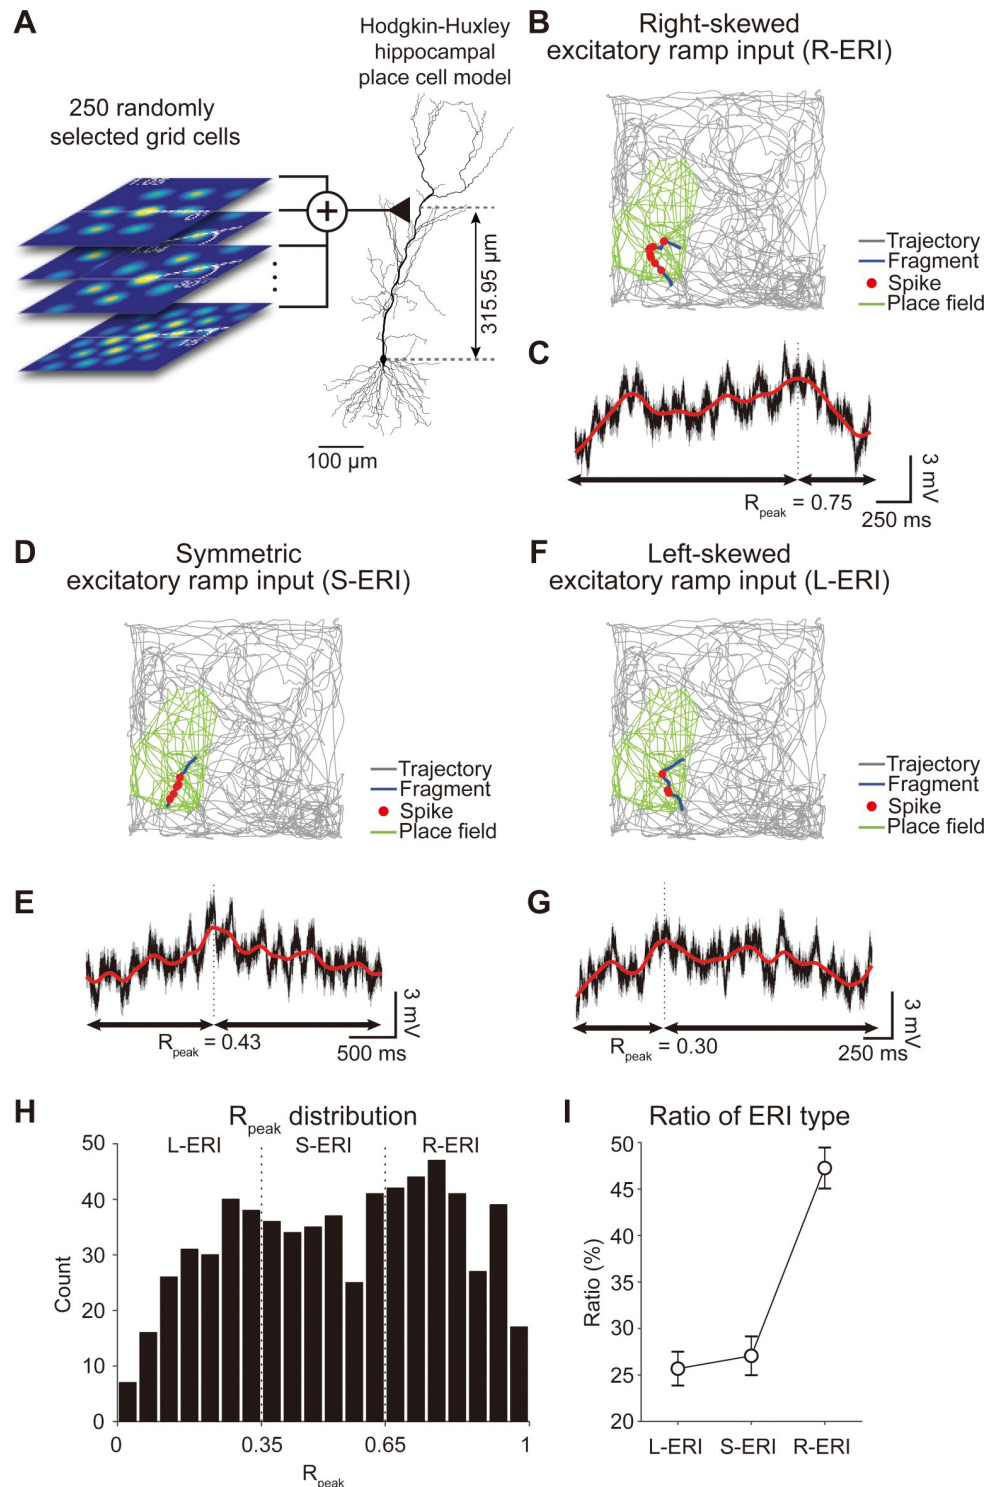 A
250 randomly
selected grid cells
Hodgkin-Huxley
hippocampal
place cell model
+
315.95 μm
100 μm
B
Right-skewed
excitatory ramp input (R-ERI)
Trajectory
Fragment
Spike
Place field
C
R_peak = 0.75
3 mV
250 ms
D
Symmetric
excitatory ramp input (S-ERI)
Trajectory
Fragment
Spike
Place field
E
R_peak = 0.43
3 mV
500 ms
F
Left-skewed
excitatory ramp input (L-ERI)
Trajectory
Fragment
Spike
Place field
G
R_peak = 0.30
3 mV
250 ms
H
R_peak distribution
L-ERI S-ERI R-ERI
50
40
30
20
10
0
Count
0 0.35 0.65 1
R_peak
I
Ratio of ERI type
50
45
47
30
25
20
Ratio (%)
L-ERI S-ERI R-ERI